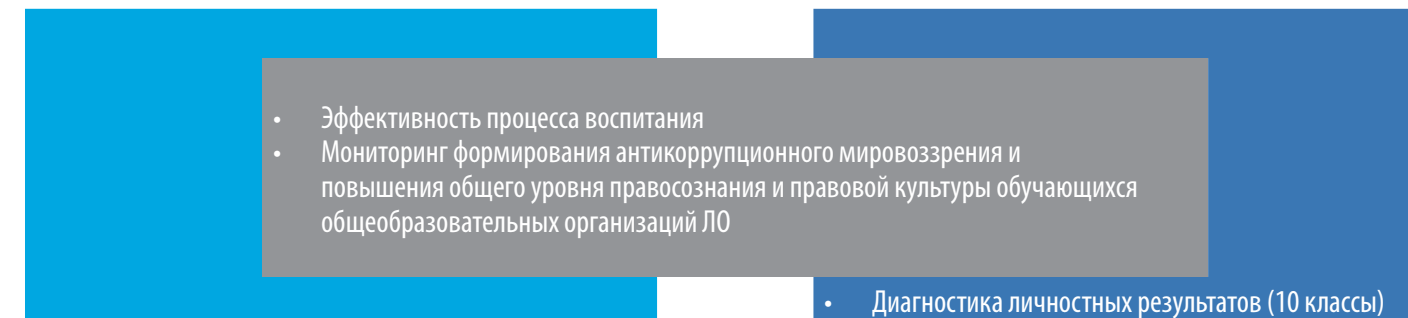 • Эффективность процесса воспитания
• Мониторинг формирования антикоррупционного мировоззрения и
повышения общего уровня правосознания и правовой культуры обучающихся
общеобразовательных организаций ЛО
• Диагностика личностных результатов (10 классы)